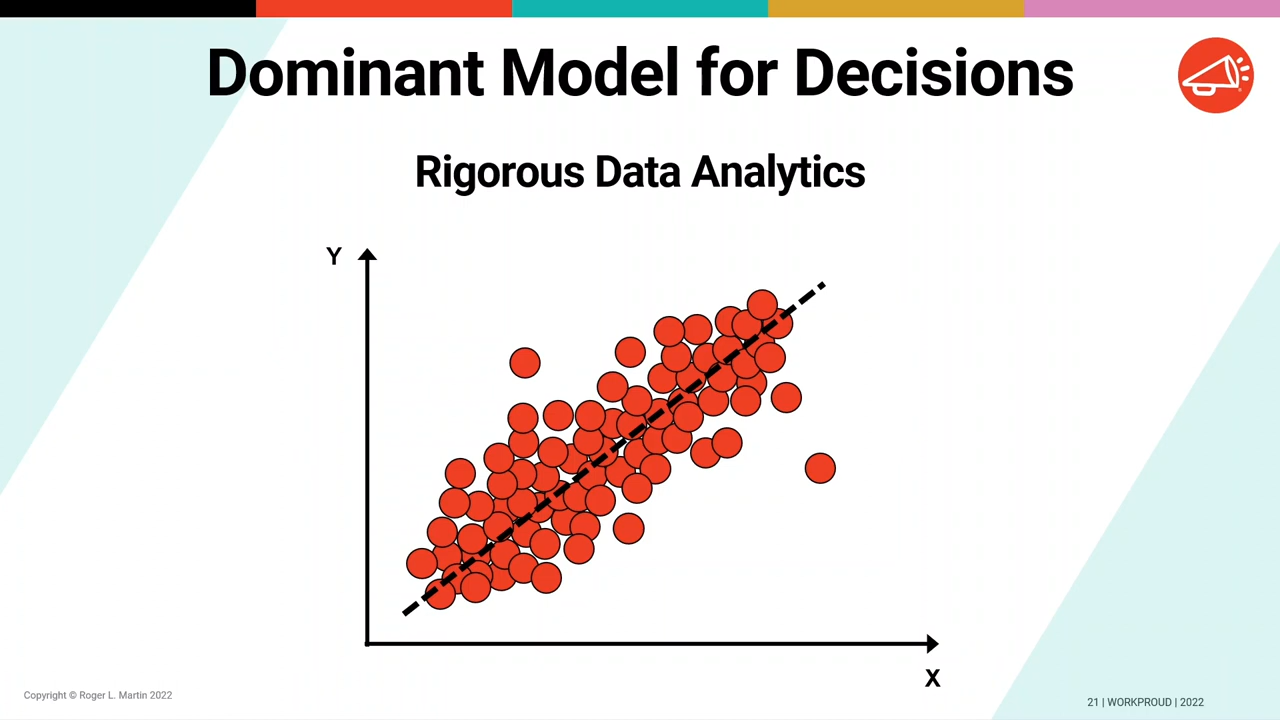 Dominant Model for Decisions
Rigorous Data Analytics
Y
X
Copyright © Roger L. Martin 2022
21 | WORKPROUD | 2022